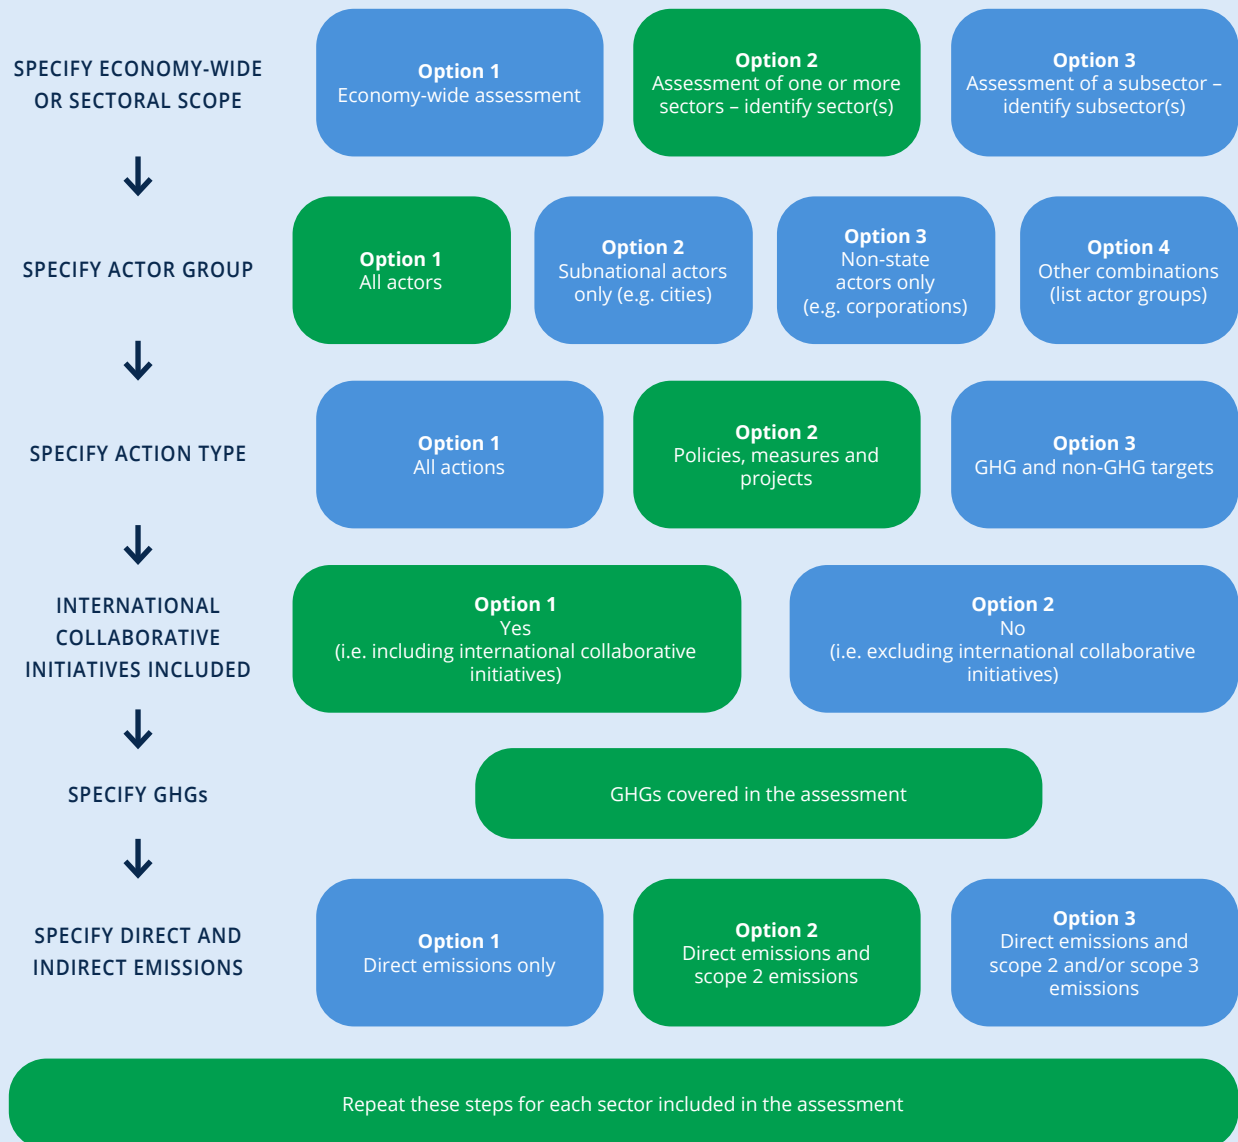 SPECIFY ECONOMY-WIDE
OR SECTORAL SCOPE
Option 1
Economy-wide assessment
Option 2
Assessment of one or more
sectors – identify sector(s)
Option 3
Assessment of a subsector –
identify subsector(s)
SPECIFY ACTOR GROUP
Option 1
All actors
Option 2
Subnational actors
only (e.g. cities)
Option 3
Non-state
actors only
(e.g. corporations)
Option 4
Other combinations
(list actor groups)
SPECIFY ACTION TYPE
Option 1
All actions
Option 2
Policies, measures and
projects
Option 3
GHG and non-GHG targets
INTERNATIONAL
COLLABORATIVE
INITIATIVES INCLUDED
Option 1
Yes
(i.e. including international collaborative
initiatives)
Option 2
No
(i.e. excluding international collaborative
initiatives)
SPECIFY GHGs
GHGs covered in the assessment
SPECIFY DIRECT AND
INDIRECT EMISSIONS
Option 1
Direct emissions only
Option 2
Direct emissions and
scope 2 emissions
Option 3
Direct emissions and
scope 2 and/or scope 3
emissions
Repeat these steps for each sector included in the assessment